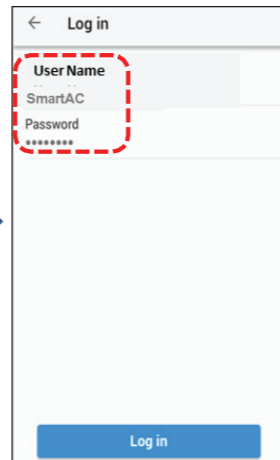 ← Log in
User Name
SmartAC
Password
••••••••
Log in